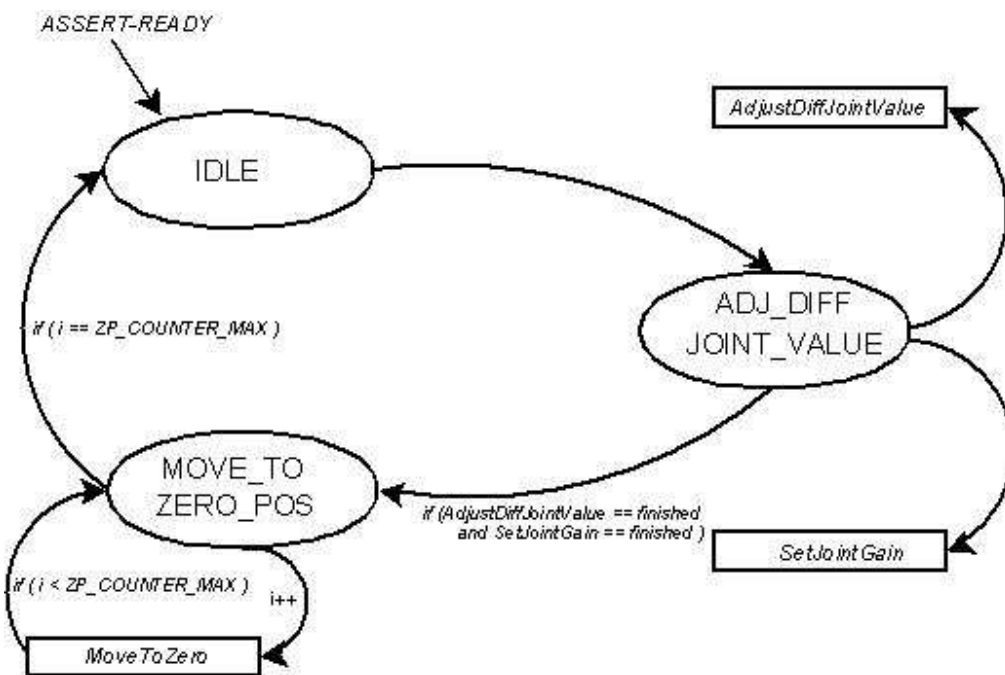 ASSERT-READY
AdjustDiffJointValue
IDLE
ADJ_DIFF
JOINT_VALUE
if ( i == ZP_COUNTER_MAX )
MOVE_TO
ZERO_POS
if (AdjustDiffJointValue == finished
and SetJointGain == finished )
SetJointGain
if ( i < ZP_COUNTER_MAX )
i++
MoveToZero